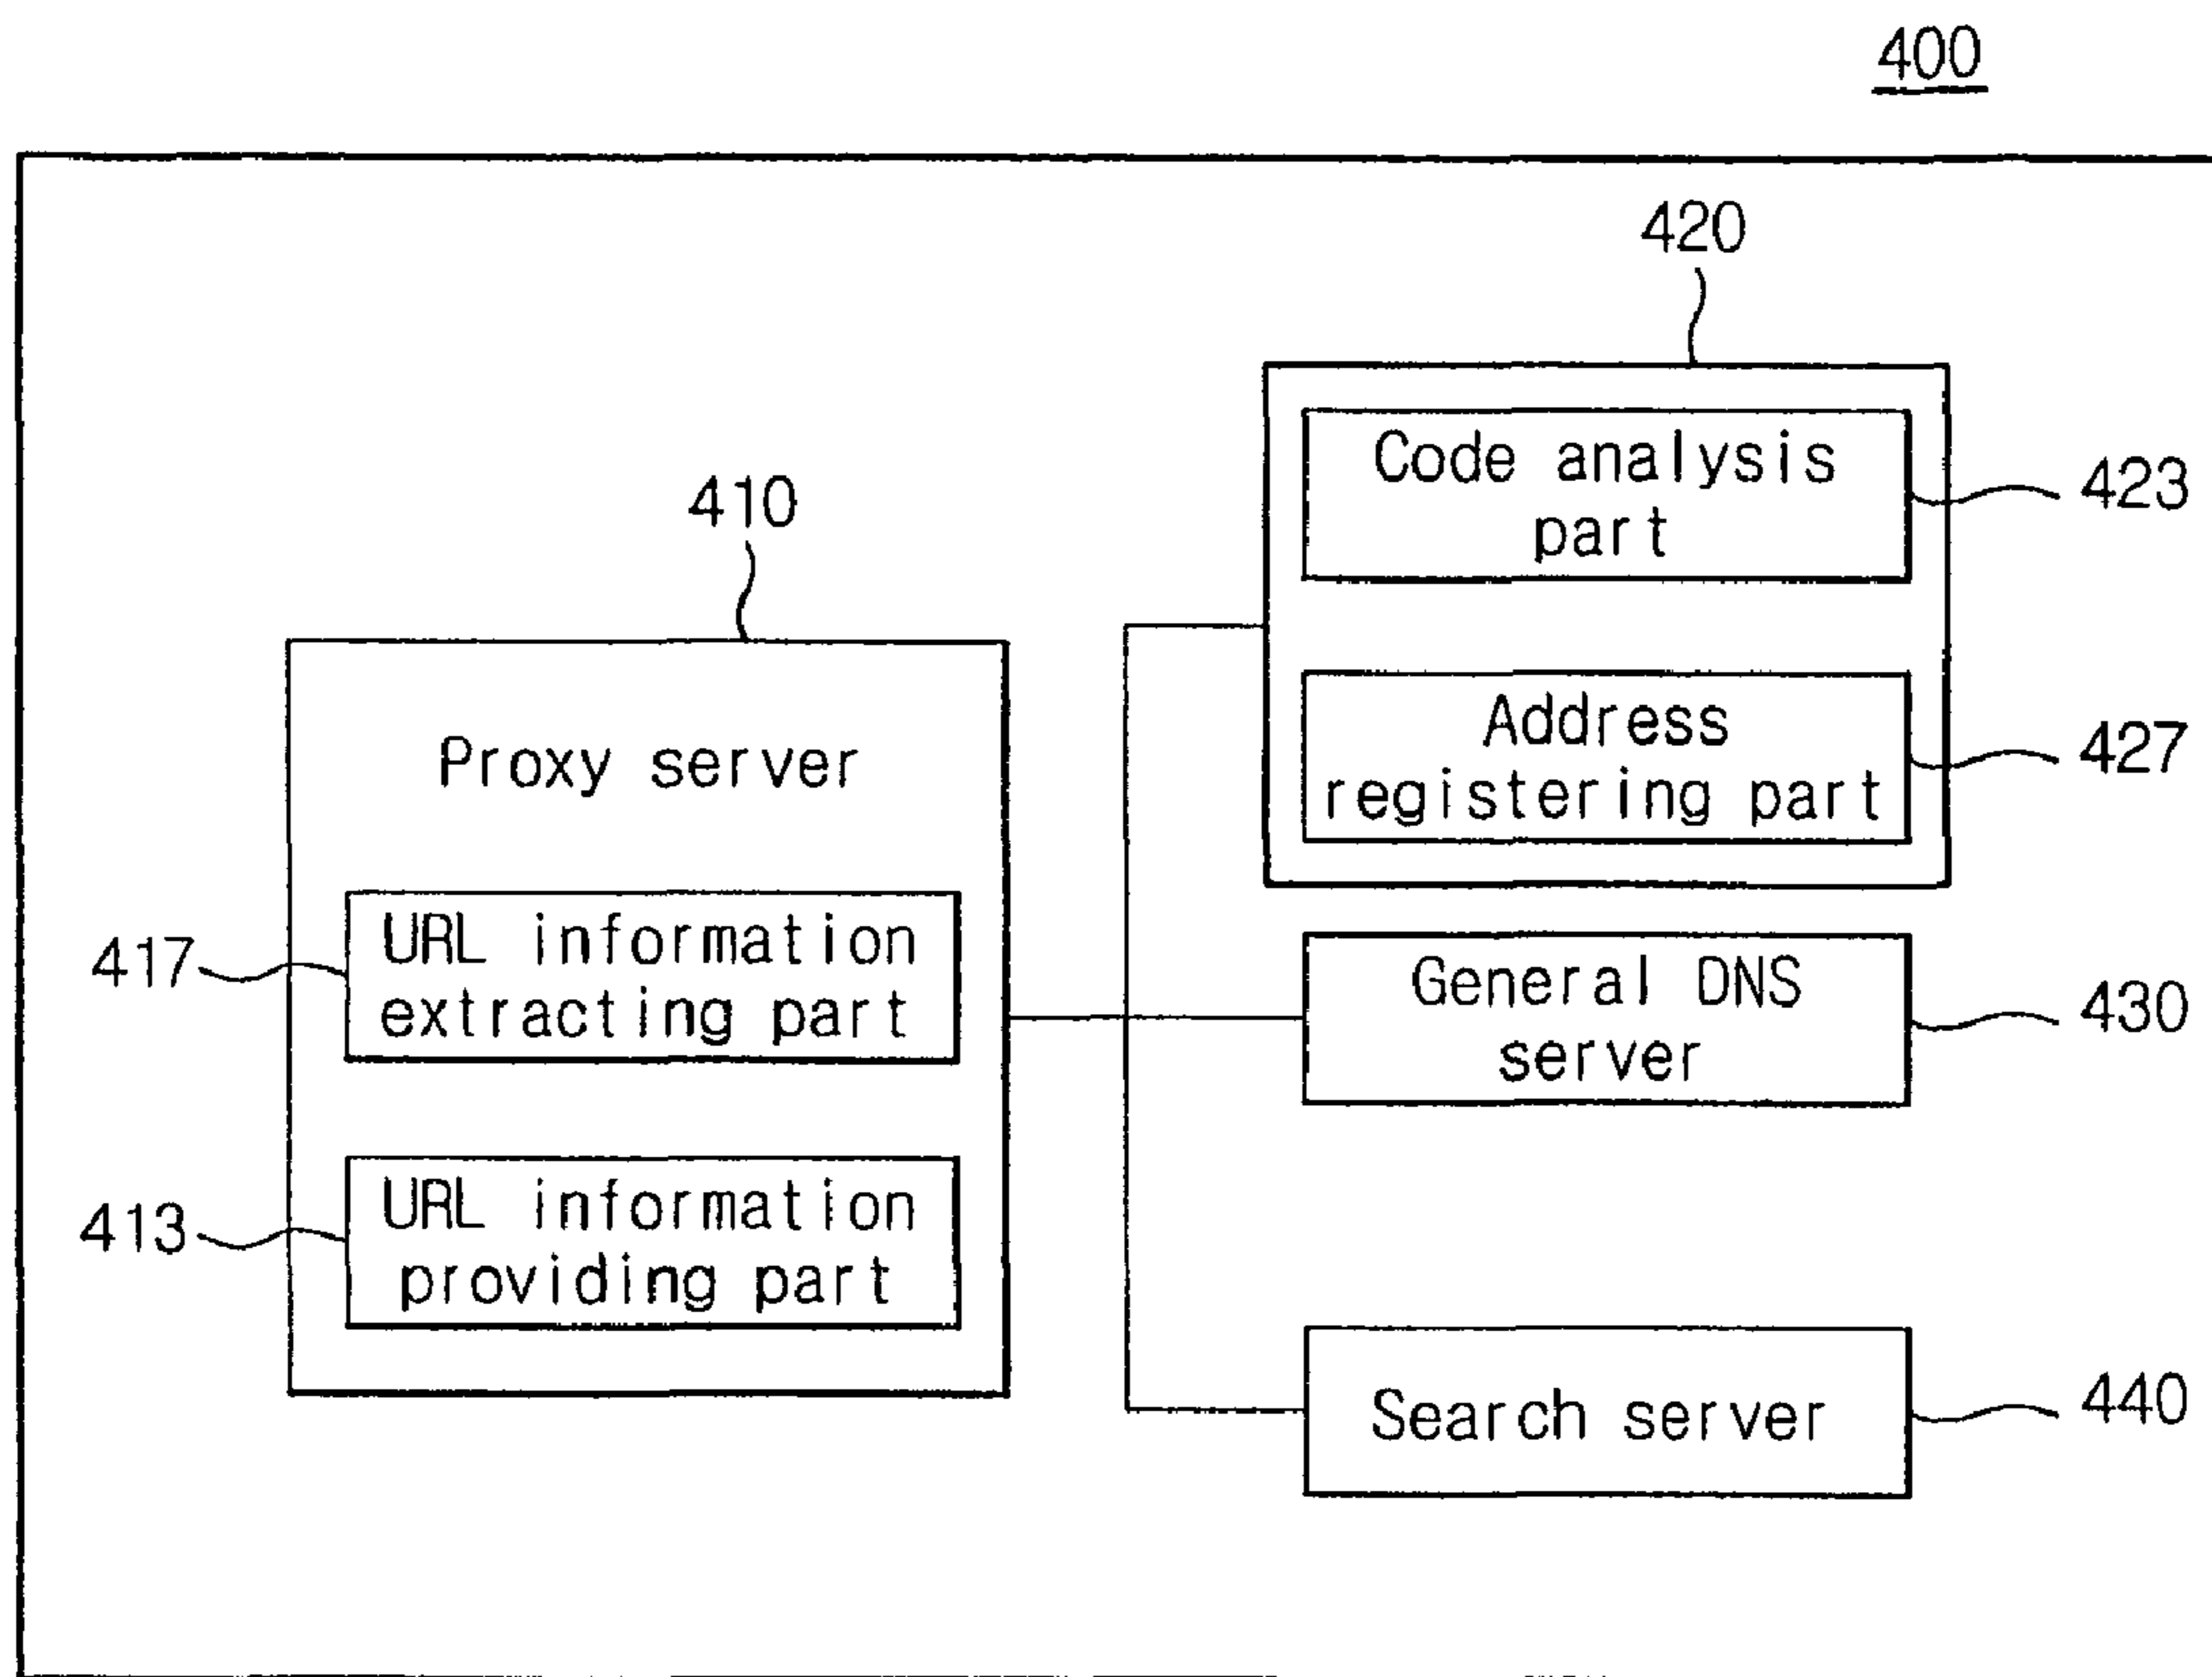 400
420
Code analysis
part
423
410
Address
registering part
427
Proxy server
417
URL information
extracting part
General DNS
server
430
413
URL information
providing part
Search server
440